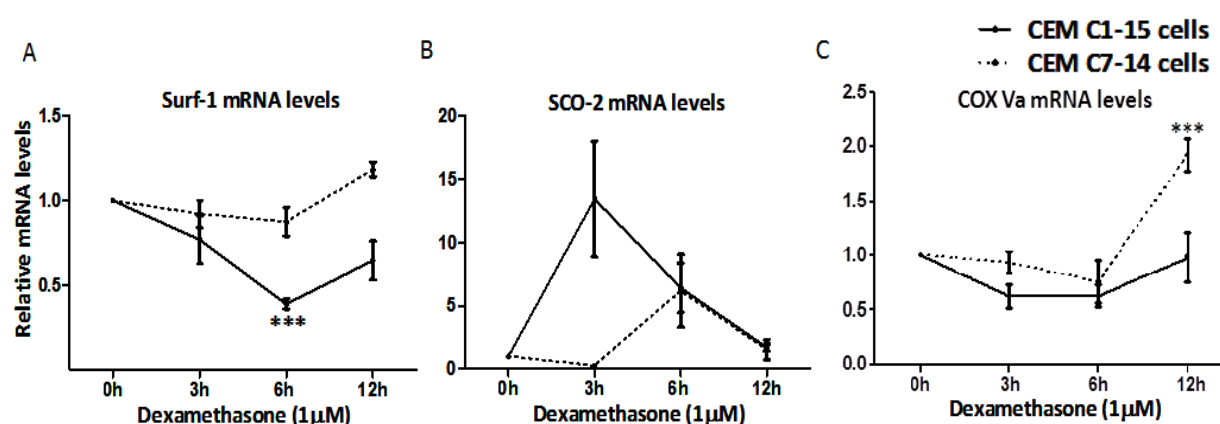 CEM C1-15 cells
CEM C7-14 cells
A
Surf-1 mRNA levels
Relative mRNA levels
1.5
1.0
0.5
***
0h 3h 6h 12h
Dexamethasone (1µM)
B
SCO-2 mRNA levels
20
15
10
5
0
0h 3h 6h 12h
Dexamethasone (1µM)
C
COX Va mRNA levels
2.5
2.0
1.5
1.0
0.5
0.0
***
0h 3h 6h 12h
Dexamethasone (1µM)